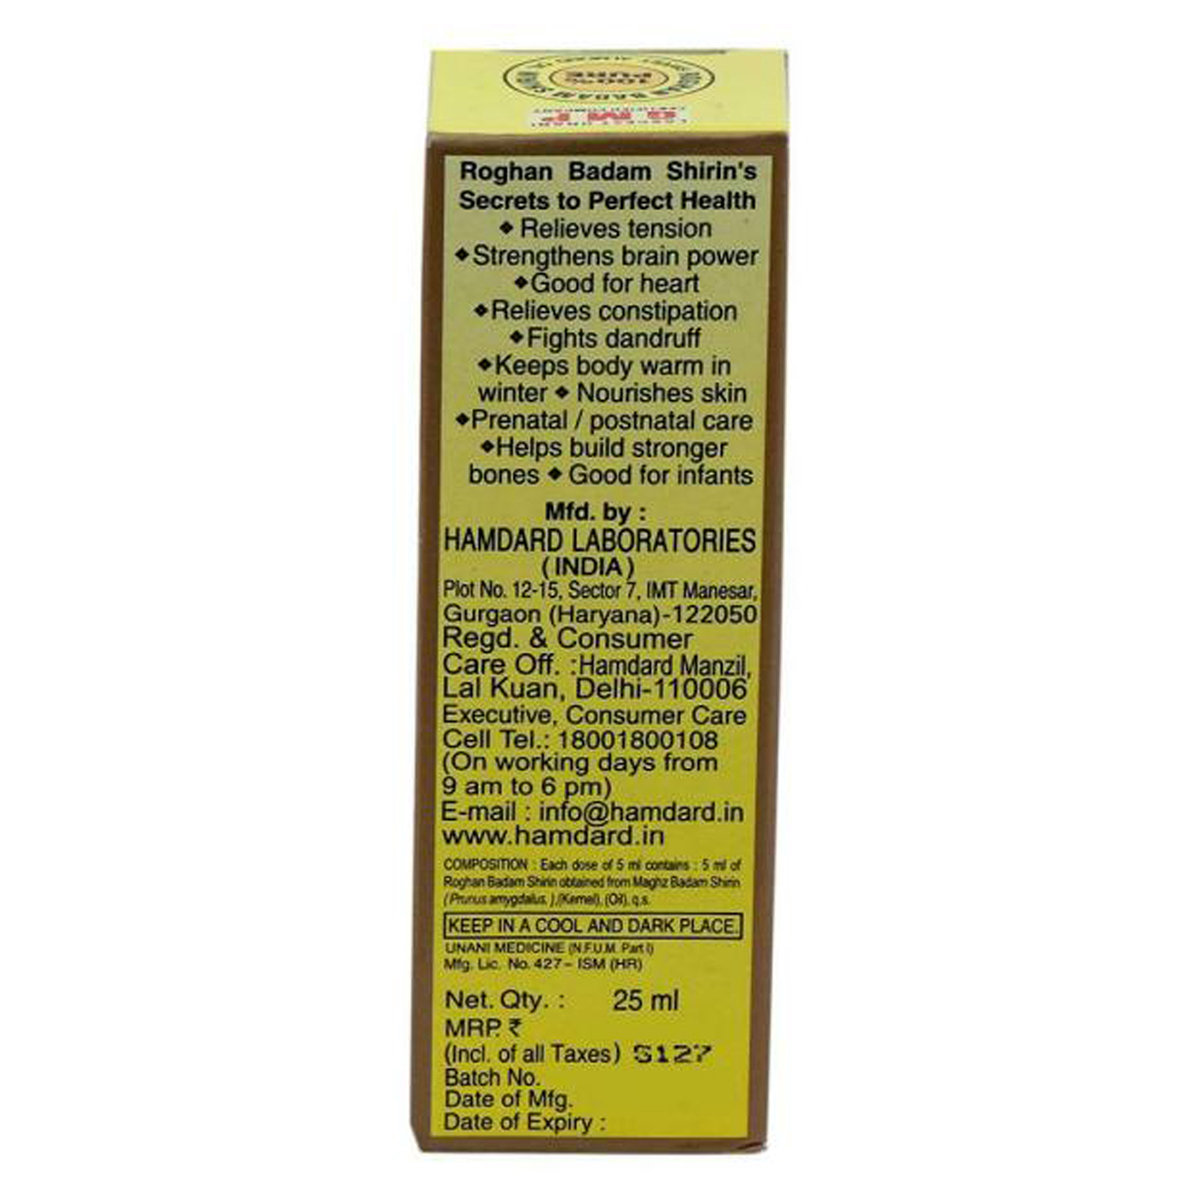 100% PURE
G M P
Roghan Badam Shirin's
Secrets to Perfect Health
❖ Relieves tension
❖Strengthens brain power
❖Good for heart
❖Relieves constipation
❖Fights dandruff
❖Keeps body warm in
winter ❖ Nourishes skin
❖Prenatal / postnatal care
❖Helps build stronger
bones ❖ Good for infants
Mfd. by :
HAMDARD LABORATORIES
(INDIA)
Plot No. 12-15, Sector 7, IMT Manesar,
Gurgaon (Haryana)-122050
Regd. & Consumer
Care Off. :Hamdard Manzil,
Lal Kuan, Delhi-110006
Executive, Consumer Care
Cell Tel.: 18001800108
(On working days from
9 am to 6 pm)
E-mail : info@hamdard.in
www.hamdard.in
COMPOSITION : Each dose of 5 ml contains : 5 ml of
Roghan Badam Shirin obtained from Maghz Badam Shirin
(Prunus amygdalus. ),(Kernel), (Oil), q.s.
KEEP IN A COOL AND DARK PLACE.
UNANI MEDICINE (N.F.U.M. Part I)
Mfg. Lic. No. 427– ISM (HR)
Net. Qty. : 25 ml
MRP. ₹
(Incl. of all Taxes) S127
Batch No.
Date of Mfg.
Date of Expiry :